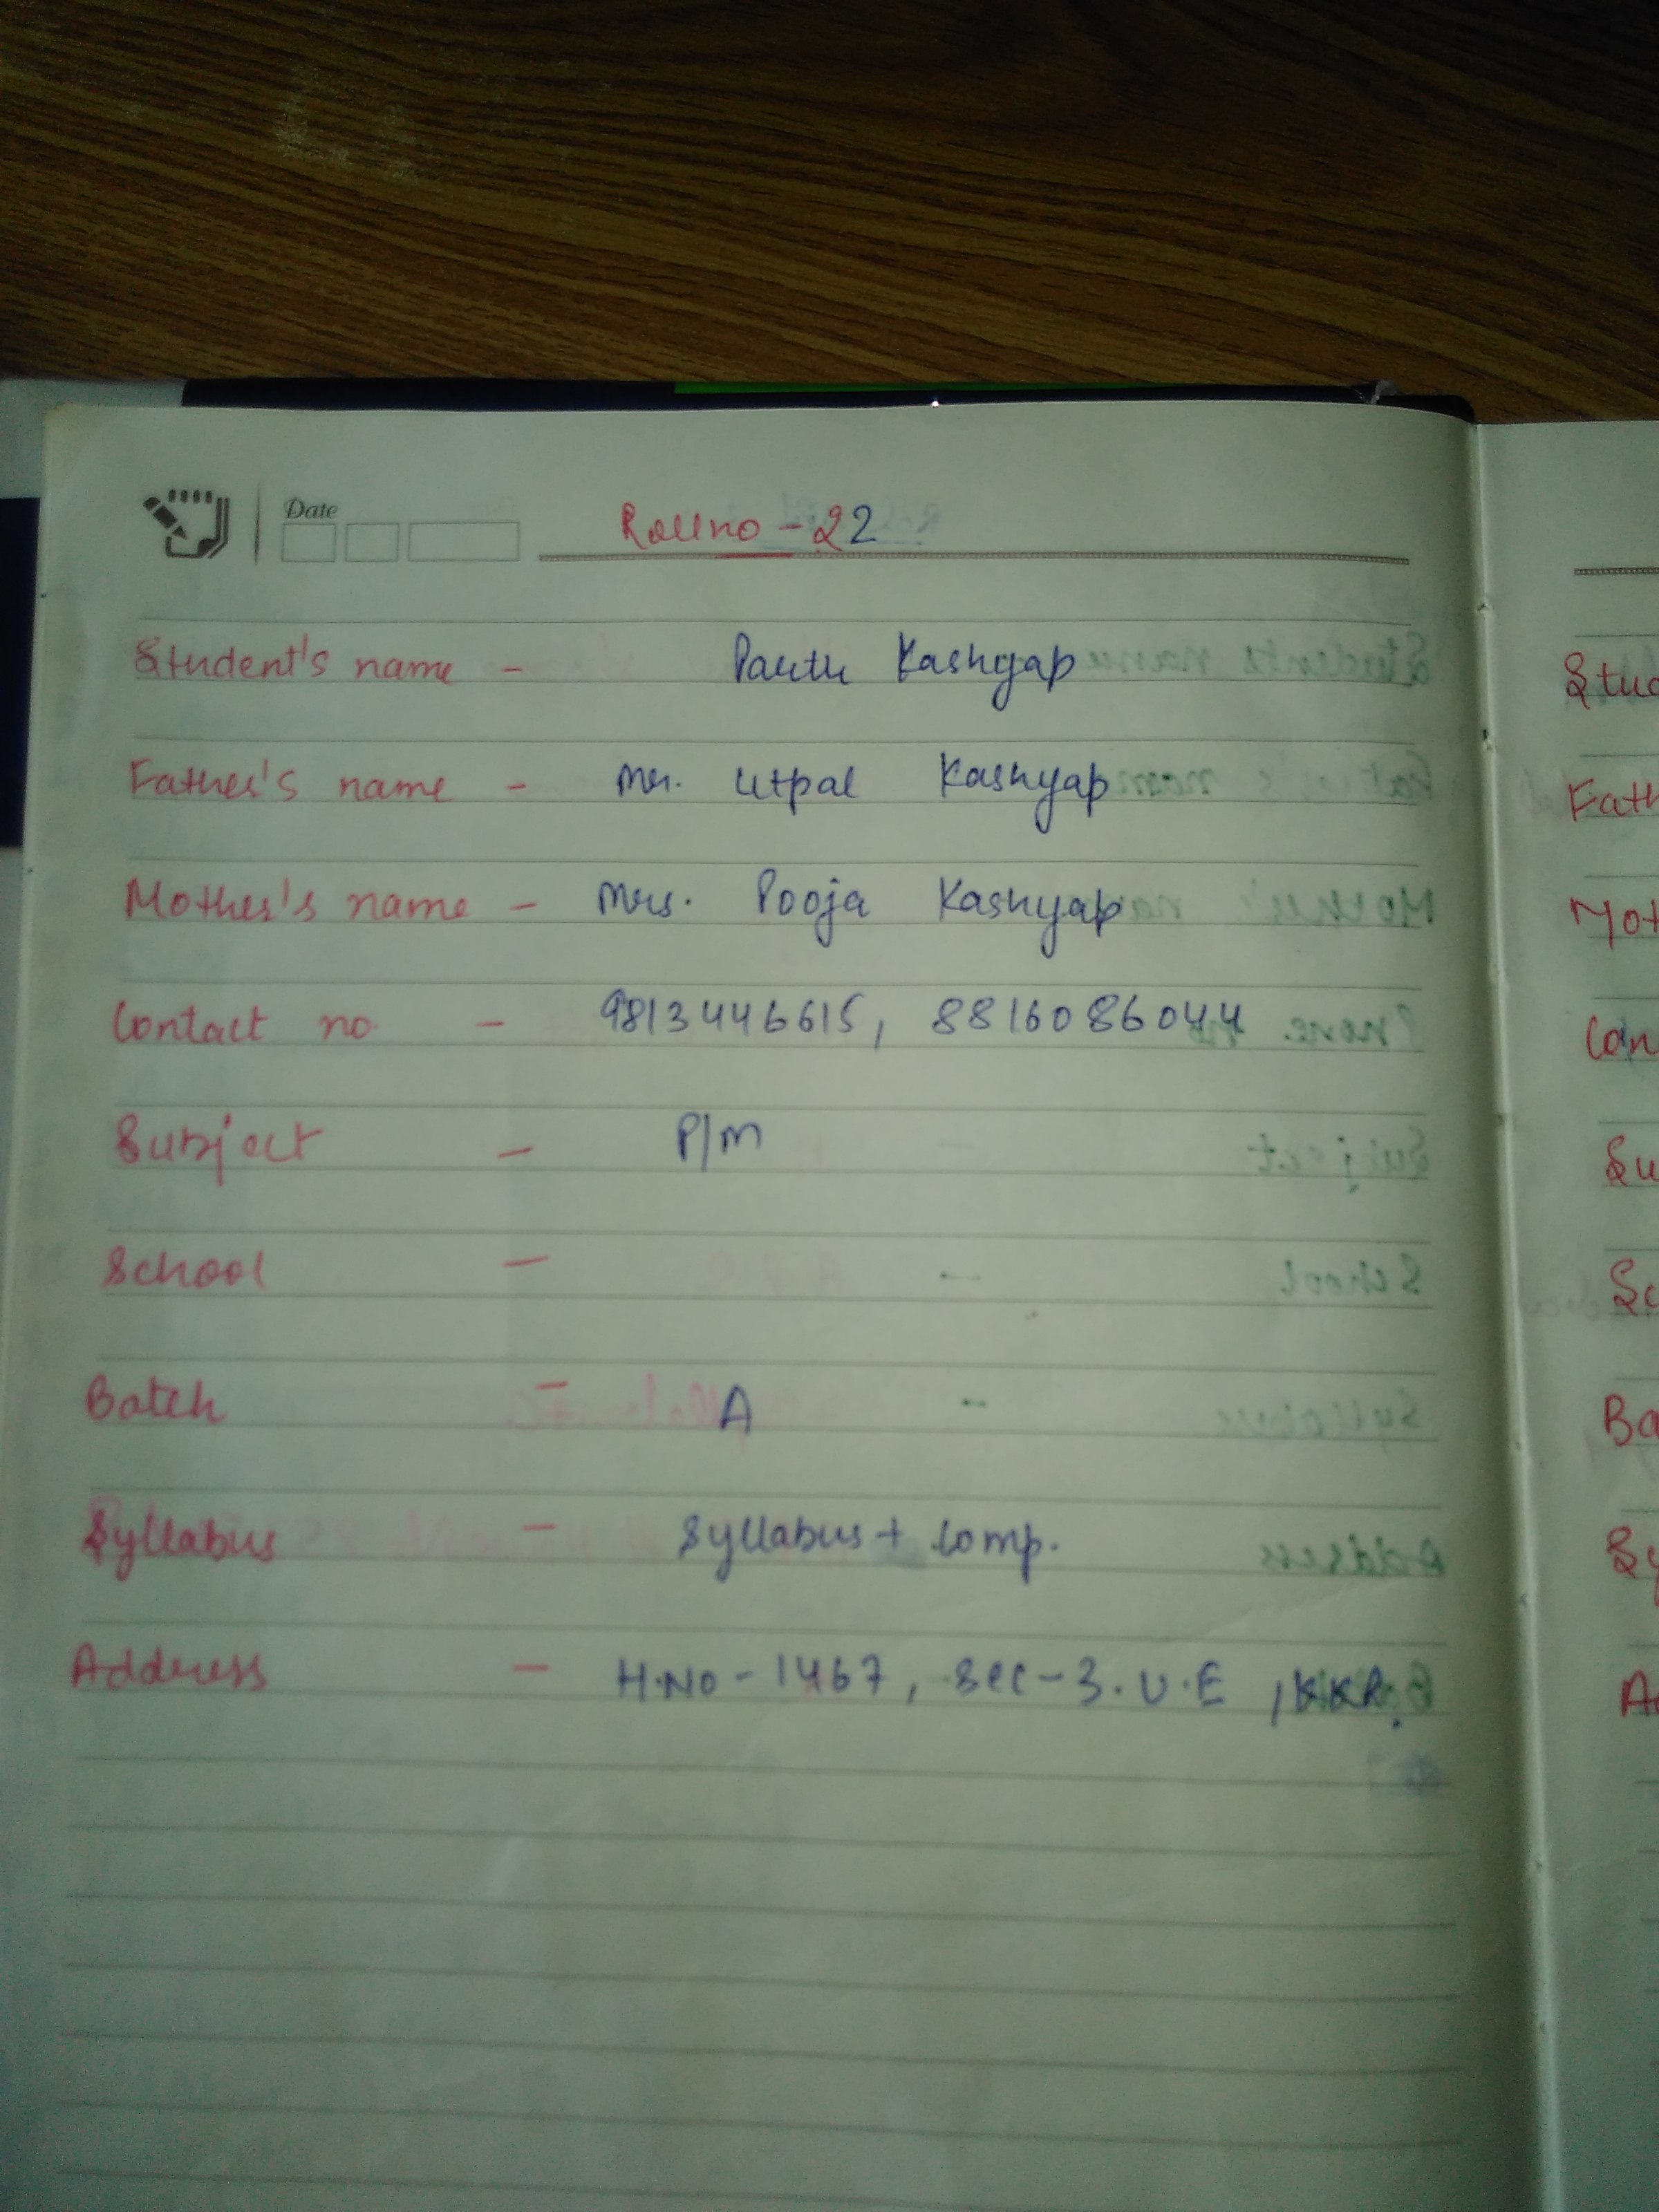 Date
Rollno - 22
Student's name - Parth Kashyap
Father's name - Mr. Utpal Kashyap
Mother's name - Mrs. Pooja Kashyap
Contact no - 9813446615, 8816086044
Subject - P/M
School -
Batch - A
Syllabus - Syllabus + Comp.
Address - H.No - 1467, Sec-3.U.E, KKR.
Stud
Fath
Mot
Con
Su
Sc
Ba
Sy
Ad